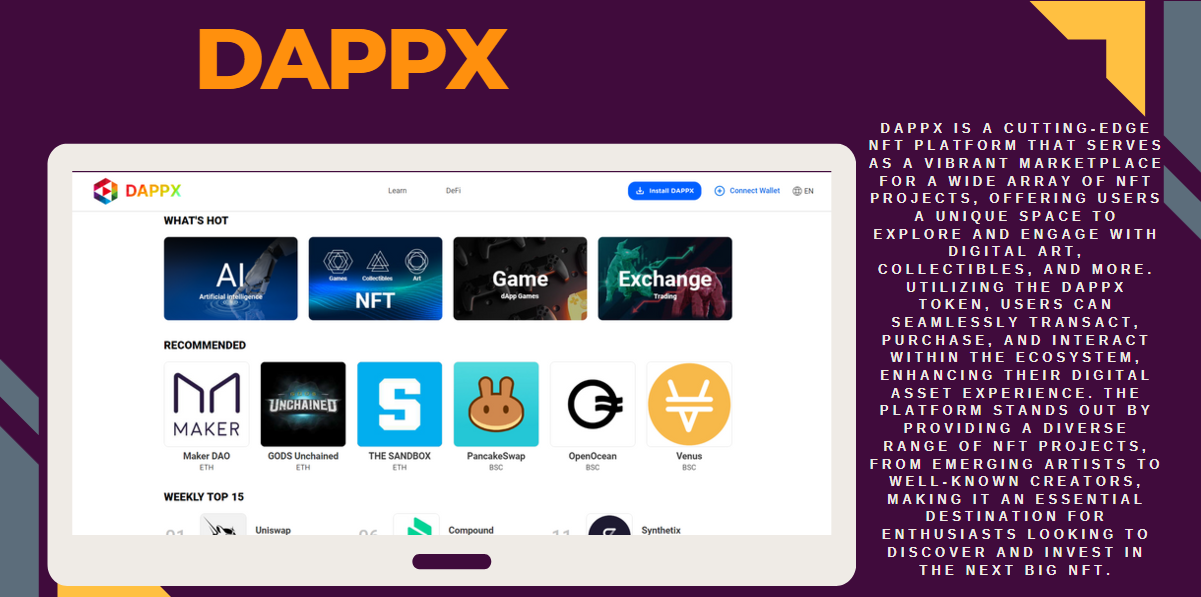 DAPPX
DAPPX
Learn
DeFi
Install DAPPX
Connect Wallet
EN
WHAT'S HOT
AI
Artificial Intelligence
Games
Collectibles
Art
NFT
Game
dApp Games
Exchange
Trading
RECOMMENDED
MAKER
UNCHAINED
Maker DAO
ETH
GODS Unchained
ETH
THE SANDBOX
ETH
PancakeSwap
BSC
OpenOcean
BSC
Venus
BSC
WEEKLY TOP 15
01
Uniswap
06
Compound
11
Synthetix
DAPPX IS A CUTTING-EDGE
NFT PLATFORM THAT SERVES
AS A VIBRANT MARKETPLACE
FOR A WIDE ARRAY OF NFT
PROJECTS, OFFERING USERS
A UNIQUE SPACE TO
EXPLORE AND ENGAGE WITH
DIGITAL ART,
COLLECTIBLES, AND MORE.
UTILIZING THE DAPPX
TOKEN, USERS CAN
SEAMLESSLY TRANSACT,
PURCHASE, AND INTERACT
WITHIN THE ECOSYSTEM,
ENHANCING THEIR DIGITAL
ASSET EXPERIENCE. THE
PLATFORM STANDS OUT BY
PROVIDING A DIVERSE
RANGE OF NFT PROJECTS,
FROM EMERGING ARTISTS TO
WELL-KNOWN CREATORS,
MAKING IT AN ESSENTIAL
DESTINATION FOR
ENTHUSIASTS LOOKING TO
DISCOVER AND INVEST IN
THE NEXT BIG NFT.